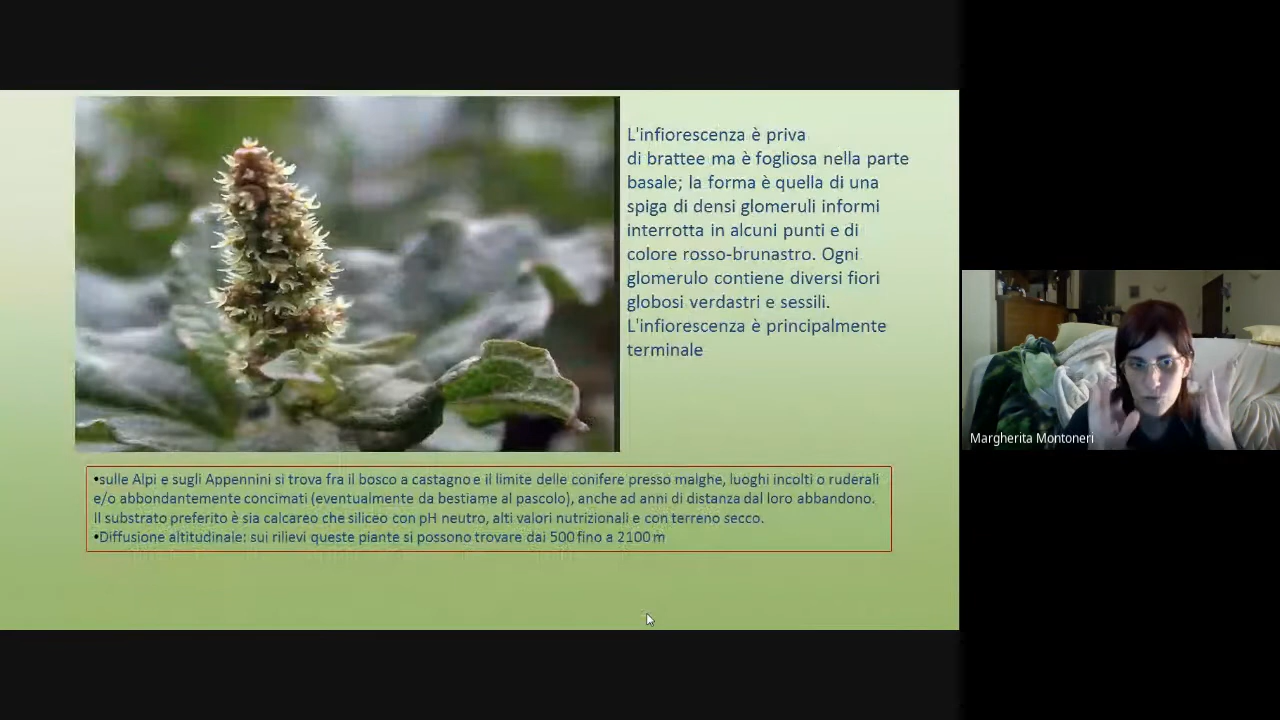 L'infiorescenza è priva
di brattee ma è fogliosa nella parte
basale; la forma è quella di una
spiga di densi glomeruli informi
interrotta in alcuni punti e di
colore rosso-brunastro. Ogni
glomerulo contiene diversi fiori
globosi verdastri e sessili.
L'infiorescenza è principalmente
terminale
•sulle Alpi e sugli Appennini si trova fra il bosco a castagno e il limite delle conifere presso malghe, luoghi incolti o ruderali
e/o abbondantemente concimati (eventualmente da bestiame al pascolo), anche ad anni di distanza dal loro abbandono.
Il substrato preferito è sia calcareo che siliceo con pH neutro, alti valori nutrizionali e con terreno secco.
•Diffusione altitudinale: sui rilievi queste piante si possono trovare dai 500 fino a 2100 m
Margherita Montoneri